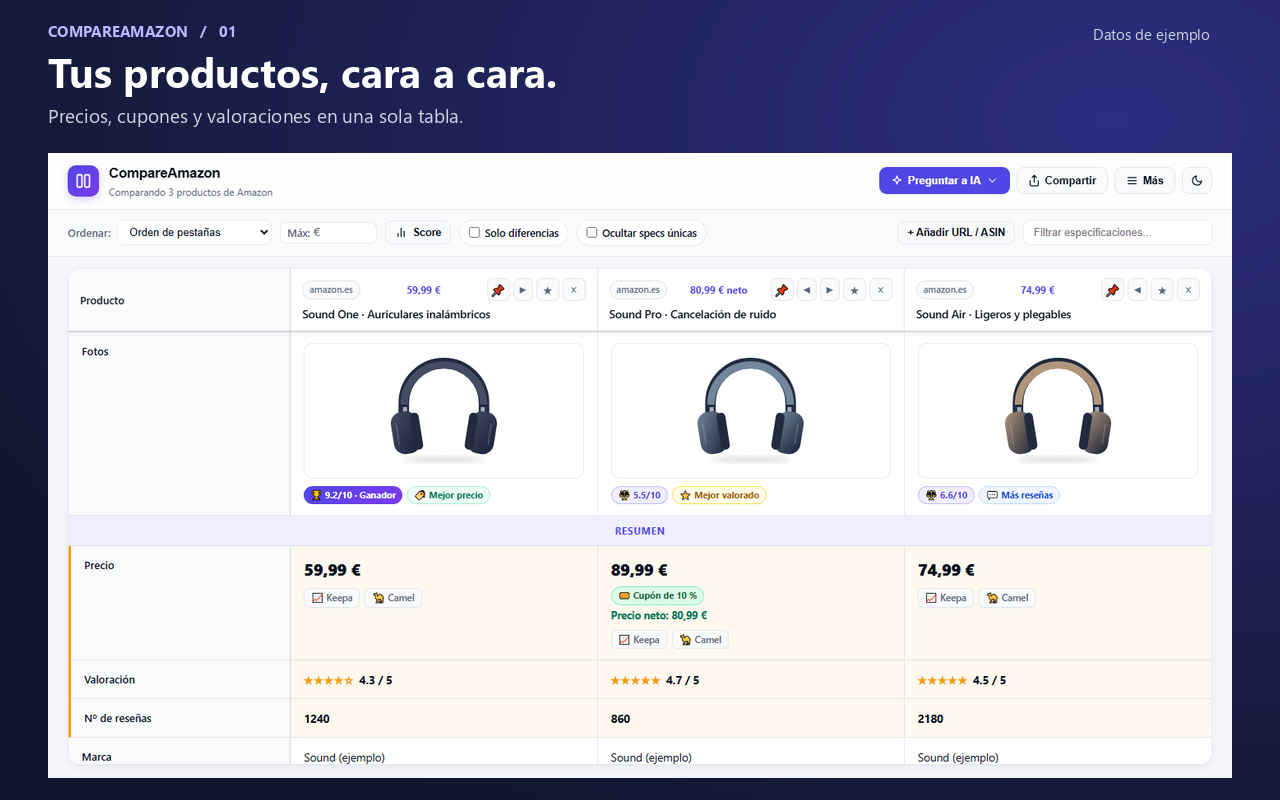 COMPAREAMAZON / 01
Datos de ejemplo
Tus productos, cara a cara.
Precios, cupones y valoraciones en una sola tabla.
CompareAmazon
Comparando 3 productos de Amazon
Preguntar a IA
Compartir
Más
Ordenar: Orden de pestañas
Máx: €
Score
Solo diferencias
Ocultar specs únicas
+ Añadir URL / ASIN
Filtrar especificaciones...
Producto
amazon.es 59,99 € x
Sound One · Auriculares inalámbricos
amazon.es 80,99 € neto x
Sound Pro · Cancelación de ruido
amazon.es 74,99 € x
Sound Air · Ligeros y plegables
Fotos
9.2/10 · Ganador Mejor precio
5.5/10 Mejor valorado
6.6/10 Más reseñas
RESUMEN
Precio
59,99 €
Keepa Camel
89,99 €
Cupón de 10 %
Precio neto: 80,99 €
Keepa Camel
74,99 €
Keepa Camel
Valoración
★★★★☆ 4.3 / 5
★★★★★ 4.7 / 5
★★★★★ 4.5 / 5
Nº de reseñas
1240
860
2180
Marca
Sound (ejemplo)
Sound (ejemplo)
Sound (ejemplo)